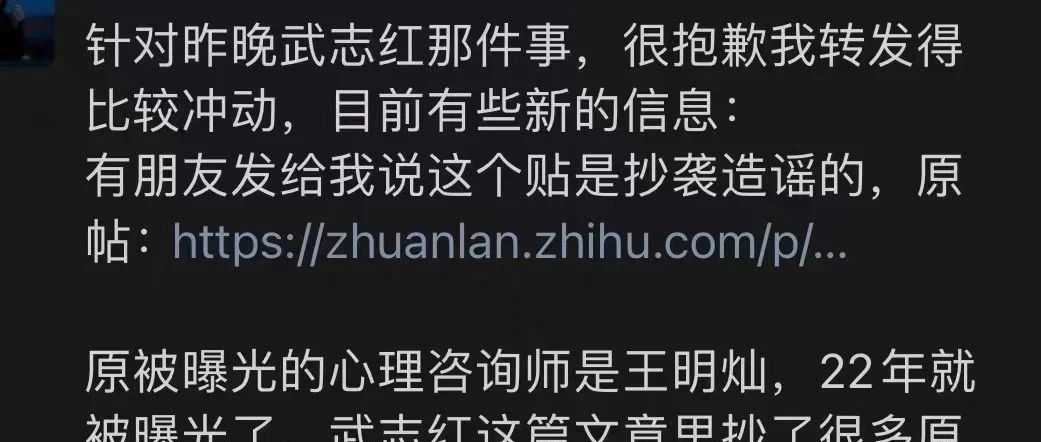 针对昨晚武志红那件事，很抱歉我转发得
比较冲动，目前有些新的信息：
有朋友发给我说这个贴是抄袭造谣的，原
帖：https://zhuanlan.zhihu.com/p/...
原被曝光的心理咨询师是王明灿，22年就
被曝光了，武志红这篇文章里抄了很多原